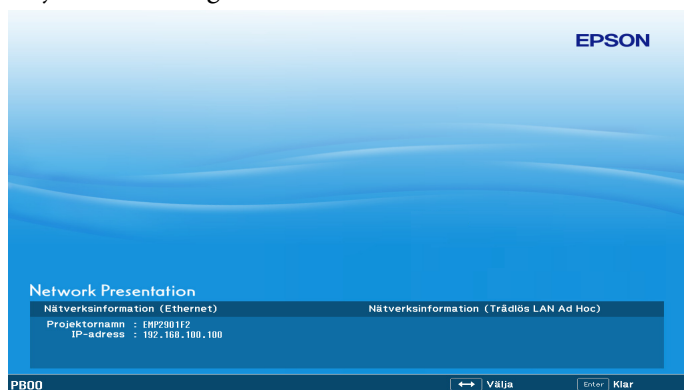 EPSON
Network Presentation
Nätverksinformation (Ethernet)
Nätverksinformation (Trådlös LAN Ad Hoc)
Projektornamn : EMP2901F2
IP-adress : 192.168.100.100
PB00
Välja
Enter Klar